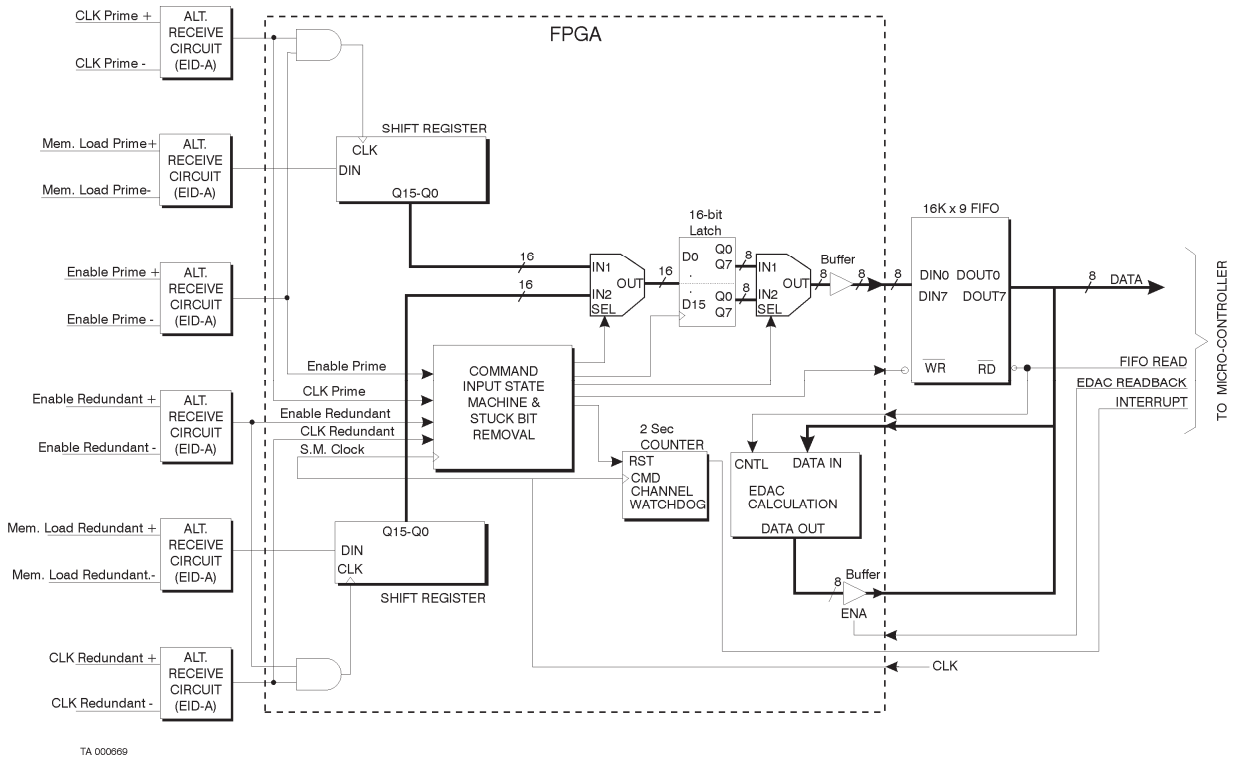 CLK Prime +
CLK Prime -
ALT.
RECEIVE
CIRCUIT
(EID-A)
FPGA
Mem. Load Prime+
Mem. Load Prime-
ALT.
RECEIVE
CIRCUIT
(EID-A)
SHIFT REGISTER
CLK
DIN
Q15-Q0
Enable Prime +
Enable Prime -
ALT.
RECEIVE
CIRCUIT
(EID-A)
16
16
IN1
IN2
SEL
OUT
16
16-bit
Latch
D0
.
.
D15
Q0
Q7
Q0
Q7
8
8
IN1
IN2
SEL
OUT
8
Buffer
8
8
16K x 9 FIFO
DIN0
DIN7
DOUT0
DOUT7
WR
RD
8
DATA
FIFO READ
EDAC READBACK
INTERRUPT
TO MICRO-CONTROLLER
Enable Prime
CLK Prime
Enable Redundant
CLK Redundant
S.M. Clock
COMMAND
INPUT STATE
MACHINE &
STUCK BIT
REMOVAL
Enable Redundant +
Enable Redundant -
ALT.
RECEIVE
CIRCUIT
(EID-A)
2 Sec
COUNTER
RST
CMD
CHANNEL
WATCHDOG
CNTL
DATA IN
EDAC
CALCULATION
DATA OUT
Mem. Load Redundant +
Mem. Load Redundant.-
ALT.
RECEIVE
CIRCUIT
(EID-A)
Q15-Q0
DIN
CLK
SHIFT REGISTER
8
Buffer
ENA
CLK Redundant +
CLK Redundant -
ALT.
RECEIVE
CIRCUIT
(EID-A)
CLK
TA 000669